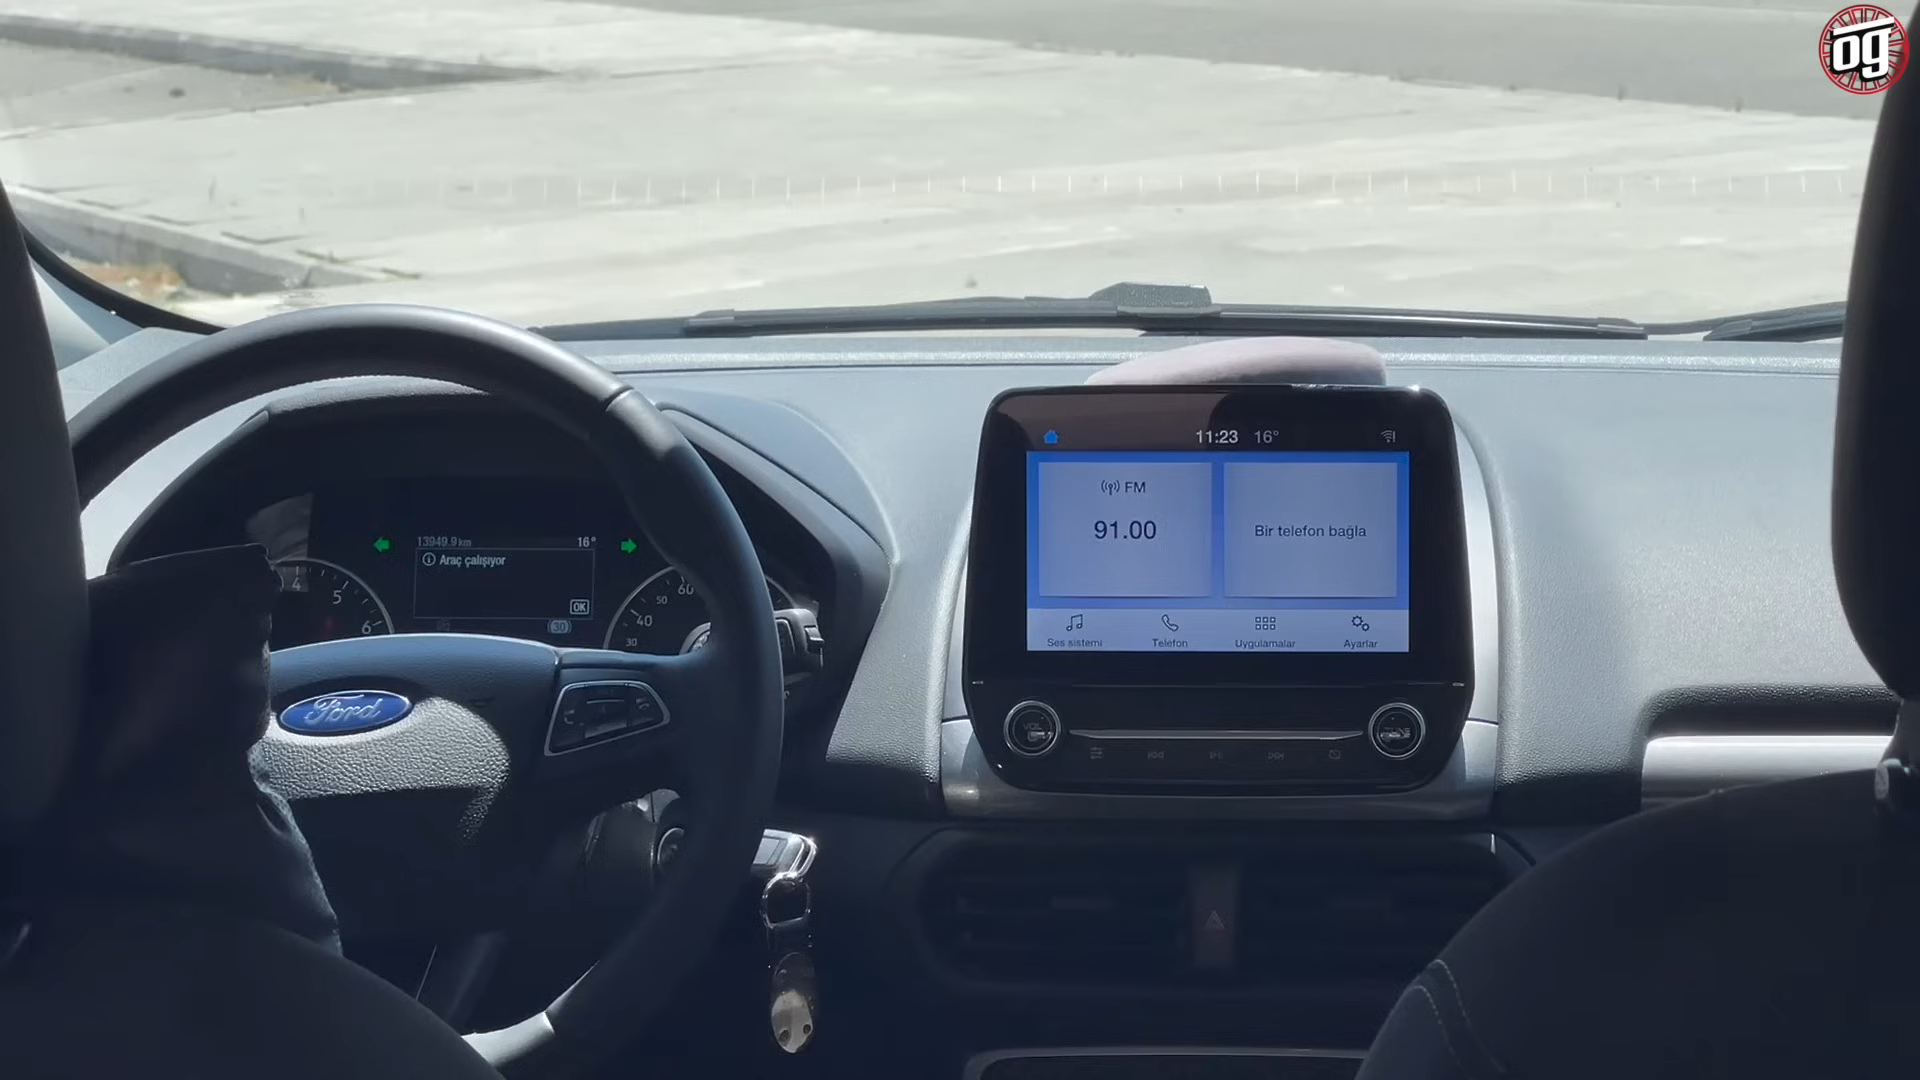 ög
11:23 16°
FM
91.00
Bir telefon bağla
Ses sistemi
Telefon
Uygulamalar
Ayarlar
13949.9 km 16°
Araç çalışıyor
OK
30
4
5
6
30
40
50
60
Ford
VOL